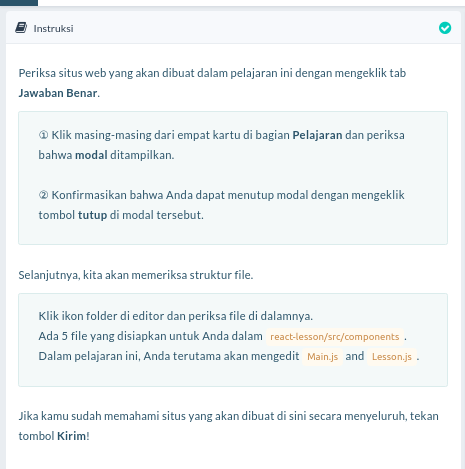 Instruksi
Periksa situs web yang akan dibuat dalam pelajaran ini dengan mengeklik tab
Jawaban Benar.
① Klik masing-masing dari empat kartu di bagian Pelajaran dan periksa
bahwa modal ditampilkan.
② Konfirmasikan bahwa Anda dapat menutup modal dengan mengeklik
tombol tutup di modal tersebut.
Selanjutnya, kita akan memeriksa struktur file.
Klik ikon folder di editor dan periksa file di dalamnya.
Ada 5 file yang disiapkan untuk Anda dalam react-lesson/src/components .
Dalam pelajaran ini, Anda terutama akan mengedit Main.js and Lesson.js .
Jika kamu sudah memahami situs yang akan dibuat di sini secara menyeluruh, tekan
tombol Kirim!